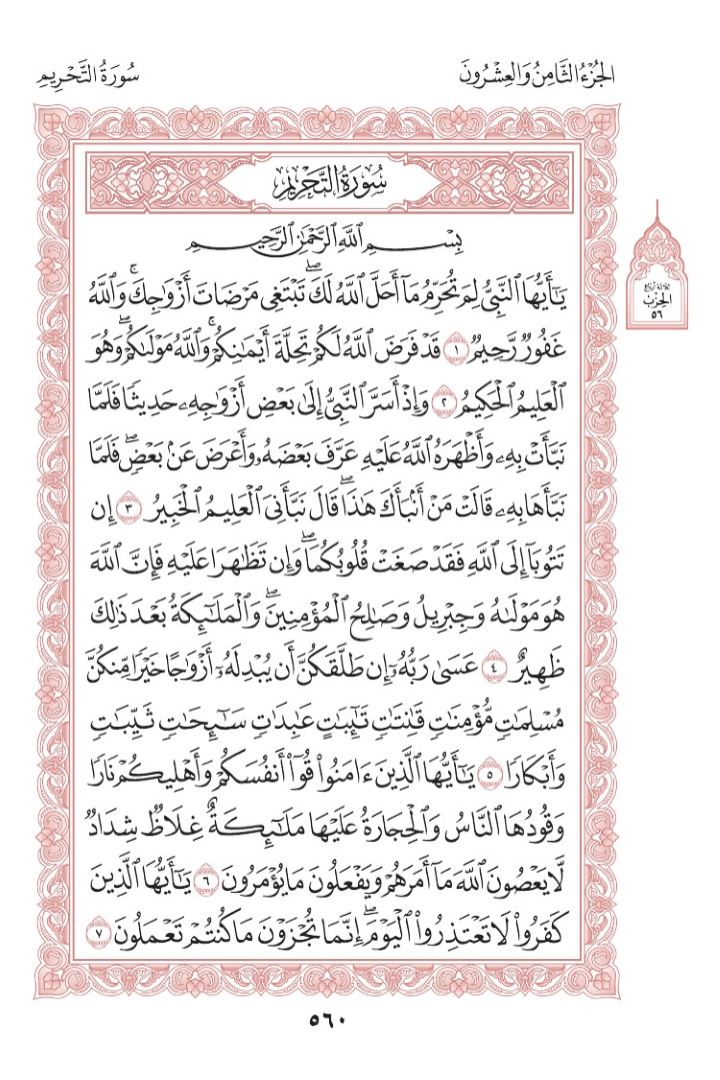 الجُزْءُ الثَّامِنُ وَالعِشْرُونَ
سُورَةُ التَّحْرِيمِ
سُورَةُ التَّحْرِيمِ
بِسْمِ ٱللَّهِ ٱلرَّحْمَٰنِ ٱلرَّحِيمِ
يَٰٓأَيُّهَا ٱلنَّبِيُّ لِمَ تُحَرِّمُ مَآ أَحَلَّ ٱللَّهُ لَكَۖ تَبْتَغِي مَرْضَاتَ أَزْوَٰجِكَۚ وَٱللَّهُ
غَفُورٞ رَّحِيمٞ ١ قَدْ فَرَضَ ٱللَّهُ لَكُمْ تَحِلَّةَ أَيْمَٰنِكُمْۚ وَٱللَّهُ مَوْلَىٰكُمْۖ وَهُوَ
ٱلْعَلِيمُ ٱلْحَكِيمُ ٢ وَإِذْ أَسَرَّ ٱلنَّبِيُّ إِلَىٰ بَعْضِ أَزْوَٰجِهِۦ حَدِيثٗا فَلَمَّا
نَبَّأَتْ بِهِۦ وَأَظْهَرَهُ ٱللَّهُ عَلَيْهِ عَرَّفَ بَعْضَهُۥ وَأَعْرَضَ عَنۢ بَعْضٖۖ فَلَمَّا
نَبَّأَهَا بِهِۦ قَالَتْ مَنْ أَنۢبَأَكَ هَٰذَاۖ قَالَ نَبَّأَنِيَ ٱلْعَلِيمُ ٱلْخَبِيرُ ٣ إِن
تَتُوبَآ إِلَى ٱللَّهِ فَقَدْ صَغَتْ قُلُوبُكُمَاۖ وَإِن تَظَٰهَرَا عَلَيْهِ فَإِنَّ ٱللَّهَ
هُوَ مَوْلَىٰهُ وَجِبْرِيلُ وَصَٰلِحُ ٱلْمُؤْمِنِينَۖ وَٱلْمَلَٰٓئِكَةُ بَعْدَ ذَٰلِكَ
ظَهِيرٌ ٤ عَسَىٰ رَبُّهُۥٓ إِن طَلَّقَكُنَّ أَن يُبْدِلَهُۥٓ أَزْوَٰجًا خَيْرٗا مِّنكُنَّ
مُسْلِمَٰتٖ مُّؤْمِنَٰتٖ قَٰنِتَٰتٖ تَٰٓئِبَٰتٍ عَٰبِدَٰتٖ سَٰٓئِحَٰتٖ ثَيِّبَٰتٖ
وَأَبْكَارٗا ٥ يَٰٓأَيُّهَا ٱلَّذِينَ ءَامَنُواْ قُوٓاْ أَنفُسَكُمْ وَأَهْلِيكُمْ نَارٗا
وَقُودُهَا ٱلنَّاسُ وَٱلْحِجَارَةُ عَلَيْهَا مَلَٰٓئِكَةٌ غِلَاظٞ شِدَادٞ
لَّا يَعْصُونَ ٱللَّهَ مَآ أَمَرَهُمْ وَيَفْعَلُونَ مَا يُؤْمَرُونَ ٦ يَٰٓأَيُّهَا ٱلَّذِينَ
كَفَرُواْ لَا تَعْتَذِرُواْ ٱلْيَوْمَۖ إِنَّمَا تُجْزَوْنَ مَا كُنتُمْ تَعْمَلُونَ ٧
ثلاثة أرباع
الحِزْب
٥٦
٥٦٠